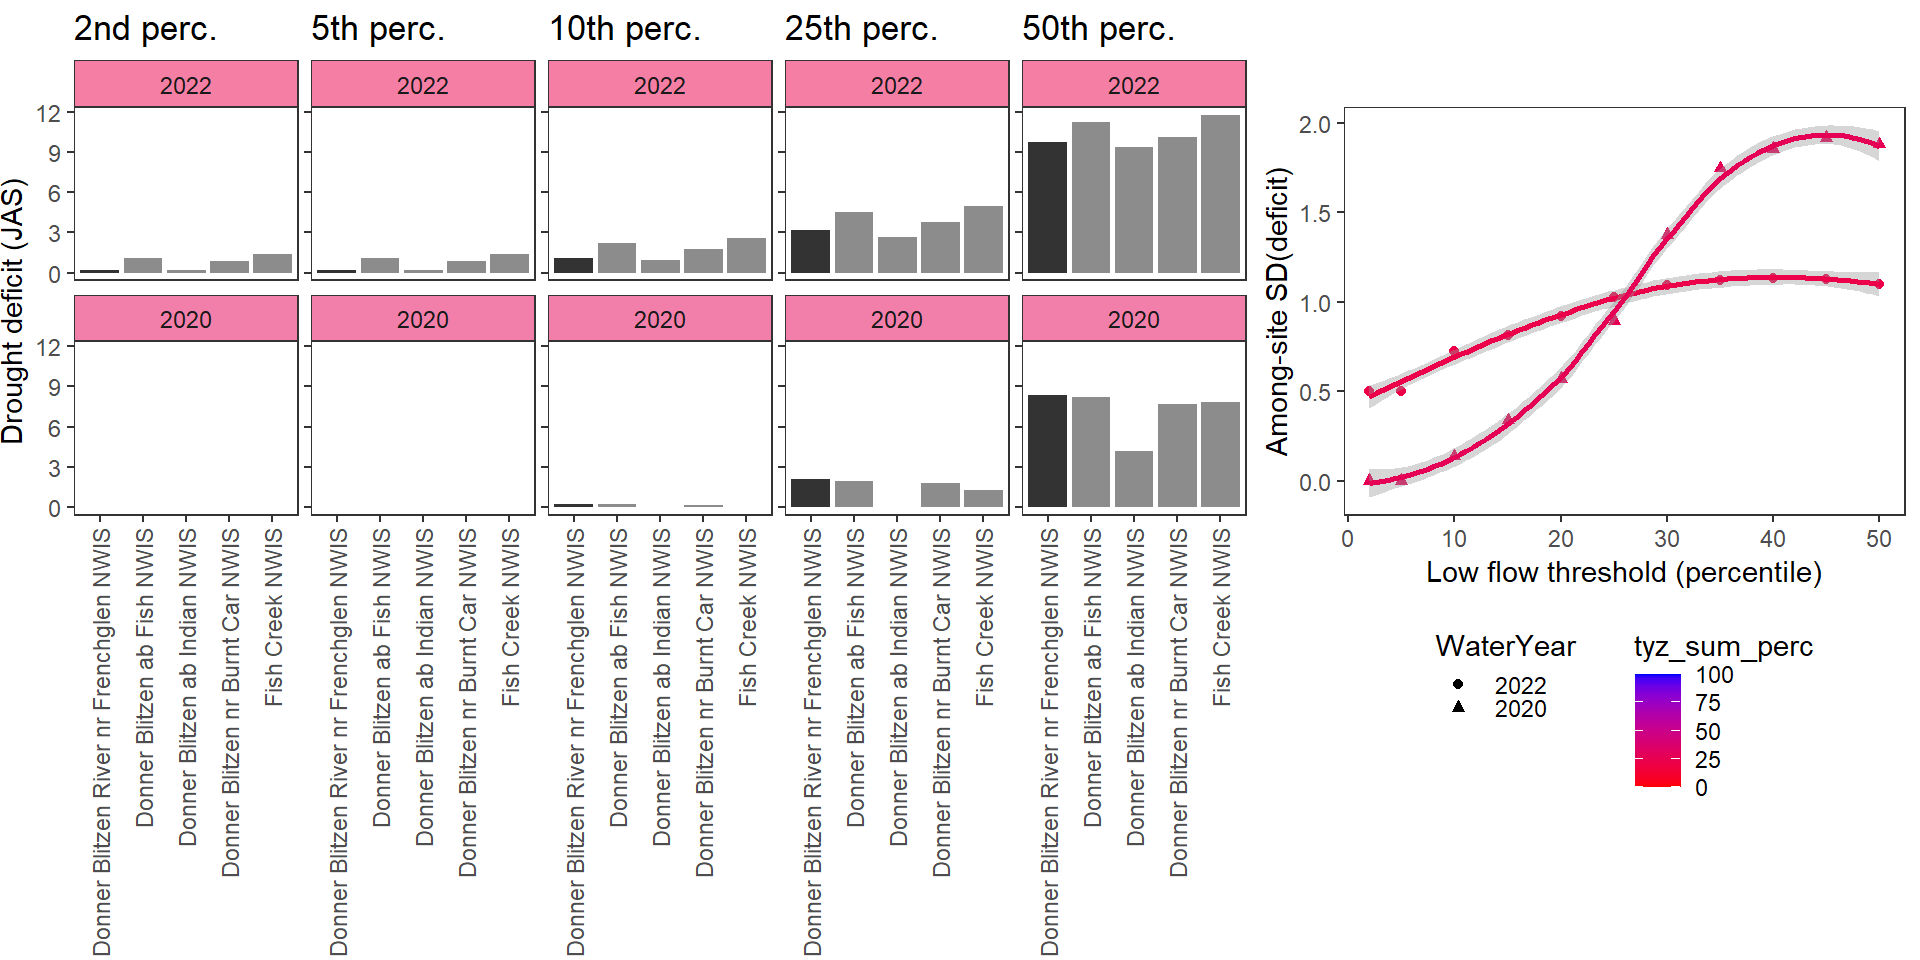 2nd perc.
5th perc.
10th perc.
25th perc.
50th perc.
2022
2022
2022
2022
2022
12
9
6
3
0
2020
2020
2020
2020
2020
12
9
6
3
0
Drought deficit (JAS)
Donner Blitzen River nr Frenchglen NWIS
Donner Blitzen ab Fish NWIS
Donner Blitzen ab Indian NWIS
Donner Blitzen nr Burnt Car NWIS
Fish Creek NWIS
Donner Blitzen River nr Frenchglen NWIS
Donner Blitzen ab Fish NWIS
Donner Blitzen ab Indian NWIS
Donner Blitzen nr Burnt Car NWIS
Fish Creek NWIS
Donner Blitzen River nr Frenchglen NWIS
Donner Blitzen ab Fish NWIS
Donner Blitzen ab Indian NWIS
Donner Blitzen nr Burnt Car NWIS
Fish Creek NWIS
Donner Blitzen River nr Frenchglen NWIS
Donner Blitzen ab Fish NWIS
Donner Blitzen ab Indian NWIS
Donner Blitzen nr Burnt Car NWIS
Fish Creek NWIS
Donner Blitzen River nr Frenchglen NWIS
Donner Blitzen ab Fish NWIS
Donner Blitzen ab Indian NWIS
Donner Blitzen nr Burnt Car NWIS
Fish Creek NWIS
Among-site SD(deficit)
2.0
1.5
1.0
0.5
0.0
0 10 20 30 40 50
Low flow threshold (percentile)
WaterYear
2022
2020
tyz_sum_perc
100
75
50
25
0